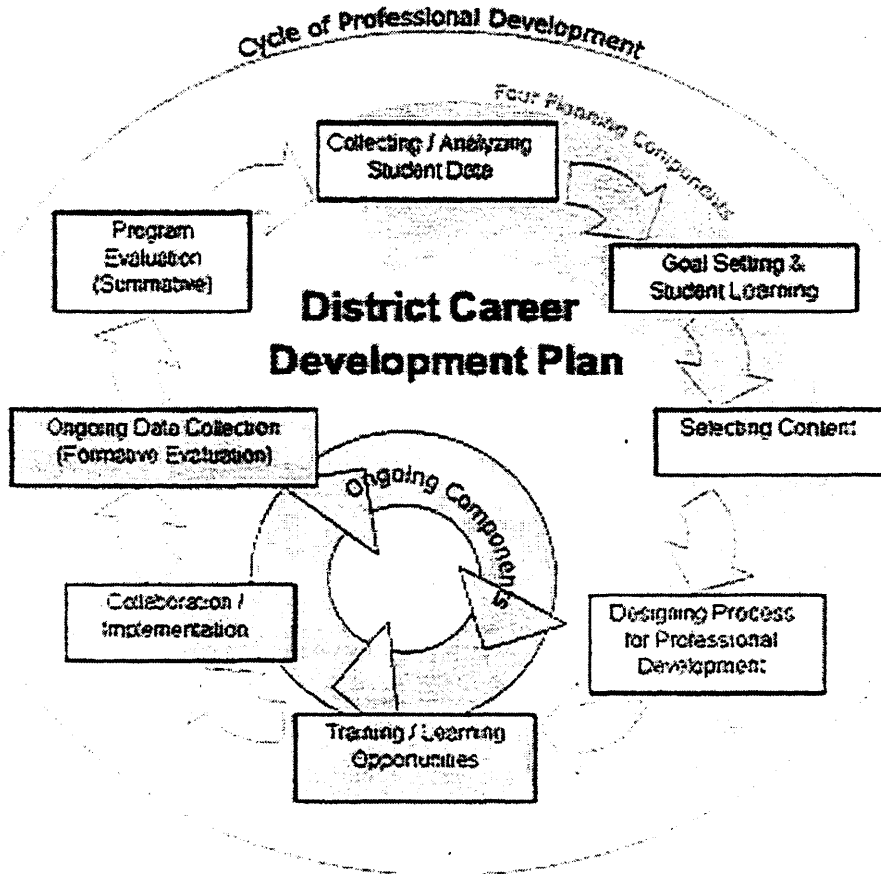 Cycle of Professional Development
Four Planning Components
Collecting / Analyzing
Student Data
Program
Evaluation
(Summative)
Goal Setting &
Student Learning
District Career
Development Plan
Ongoing Data Collection
(Formative Evaluation)
Selecting Content
Ongoing Components
Collaboration /
Implementation
Designing Process
for Professional
Development
Training / Learning
Opportunities